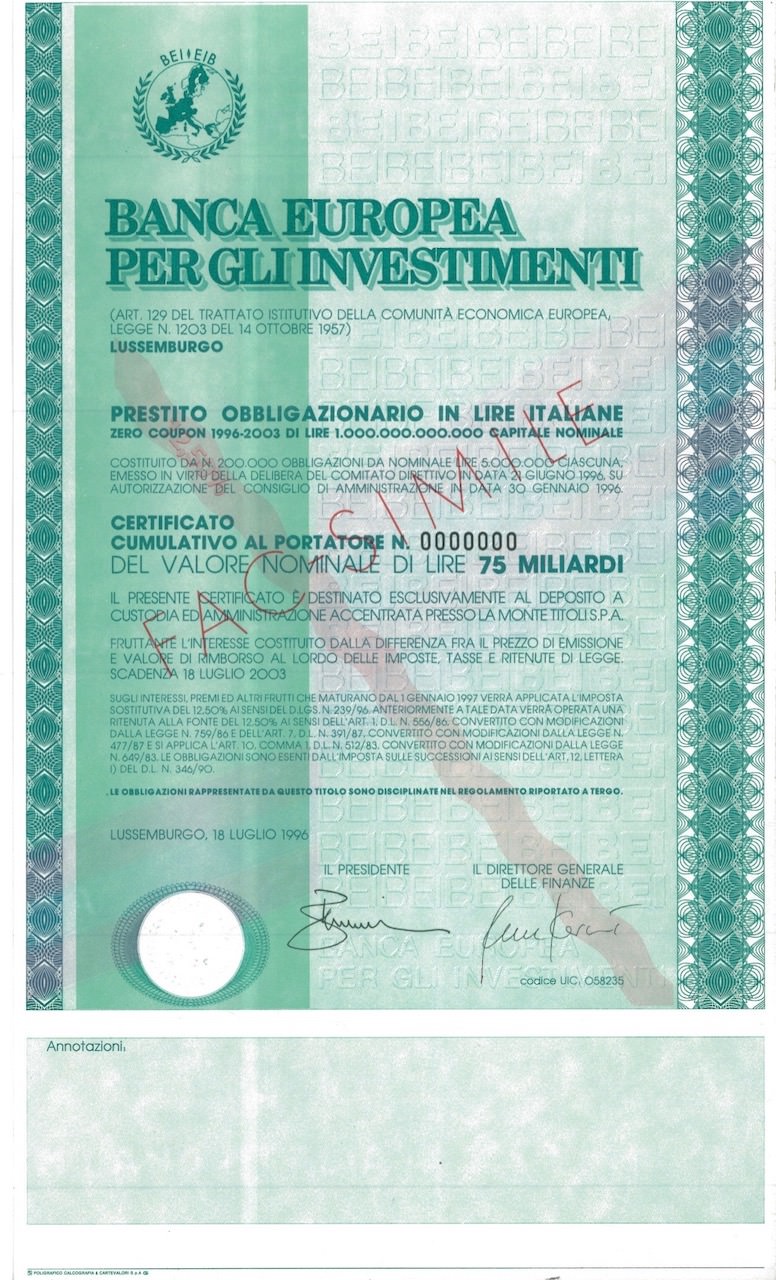 BEI EIB
BANCA EUROPEA
PER GLI INVESTIMENTI
(ART. 129 DEL TRATTATO ISTITUTIVO DELLA COMUNITÀ ECONOMICA EUROPEA,
LEGGE N. 1203 DEL 14 OTTOBRE 1957)
LUSSEMBURGO
PRESTITO OBBLIGAZIONARIO IN LIRE ITALIANE
ZERO COUPON 1996-2003 DI LIRE 1.000.000.000.000 CAPITALE NOMINALE
COSTITUITO DA N. 200.000 OBBLIGAZIONI DA NOMINALE LIRE 5.000.000 CIASCUNA,
EMESSO IN VIRTÙ DELLA DELIBERA DEL COMITATO DIRETTIVO IN DATA 21 GIUGNO 1996, SU
AUTORIZZAZIONE DEL CONSIGLIO DI AMMINISTRAZIONE IN DATA 30 GENNAIO 1996.
CERTIFICATO
CUMULATIVO AL PORTATORE N. 0000000
DEL VALORE NOMINALE DI LIRE 75 MILIARDI
FAC-SIMILE
IL PRESENTE CERTIFICATO È DESTINATO ESCLUSIVAMENTE AL DEPOSITO A
CUSTODIA ED AMMINISTRAZIONE ACCENTRATA PRESSO LA MONTE TITOLI S.P.A.
FRUTTANTE L'INTERESSE COSTITUITO DALLA DIFFERENZA FRA IL PREZZO DI EMISSIONE
E VALORE DI RIMBORSO AL LORDO DELLE IMPOSTE, TASSE E RITENUTE DI LEGGE.
SCADENZA 18 LUGLIO 2003
SUGLI INTERESSI, PREMI ED ALTRI FRUTTI CHE MATURANO DAL 1 GENNAIO 1997 VERRÀ APPLICATA L'IMPOSTA
SOSTITUTIVA DEL 12.50% AI SENSI DEL D.LGS. N. 239/96. ANTERIORMENTE A TALE DATA VERRÀ OPERATA UNA
RITENUTA ALLA FONTE DEL 12.50% AI SENSI DELL'ART. 1, D.L. N. 556/86. CONVERTITO CON MODIFICAZIONI
DALLA LEGGE N. 759/86 E DELL'ART. 7, D.L. N. 391/87. CONVERTITO CON MODIFICAZIONI DALLA LEGGE N.
477/87 E SI APPLICA L'ART. 10, COMMA 1, D.L. N. 512/83. CONVERTITO CON MODIFICAZIONI DALLA LEGGE
N. 649/83. LE OBBLIGAZIONI SONO ESENTI DALL'IMPOSTA SULLE SUCCESSIONI AI SENSI DELL'ART. 12, LETTERA
I) DEL D.L. N. 346/90.
.LE OBBLIGAZIONI RAPPRESENTATE DA QUESTO TITOLO SONO DISCIPLINATE NEL REGOLAMENTO RIPORTATO A TERGO.
LUSSEMBURGO, 18 LUGLIO 1996
IL PRESIDENTE
IL DIRETTORE GENERALE
DELLE FINANZE
BANCA EUROPEA
PER GLI INVESTIMENTI
codice UIC, 058235
Annotazioni:
POLIGRAFICO CALCOGRAFIA & CARTEVALORI S.p.A.